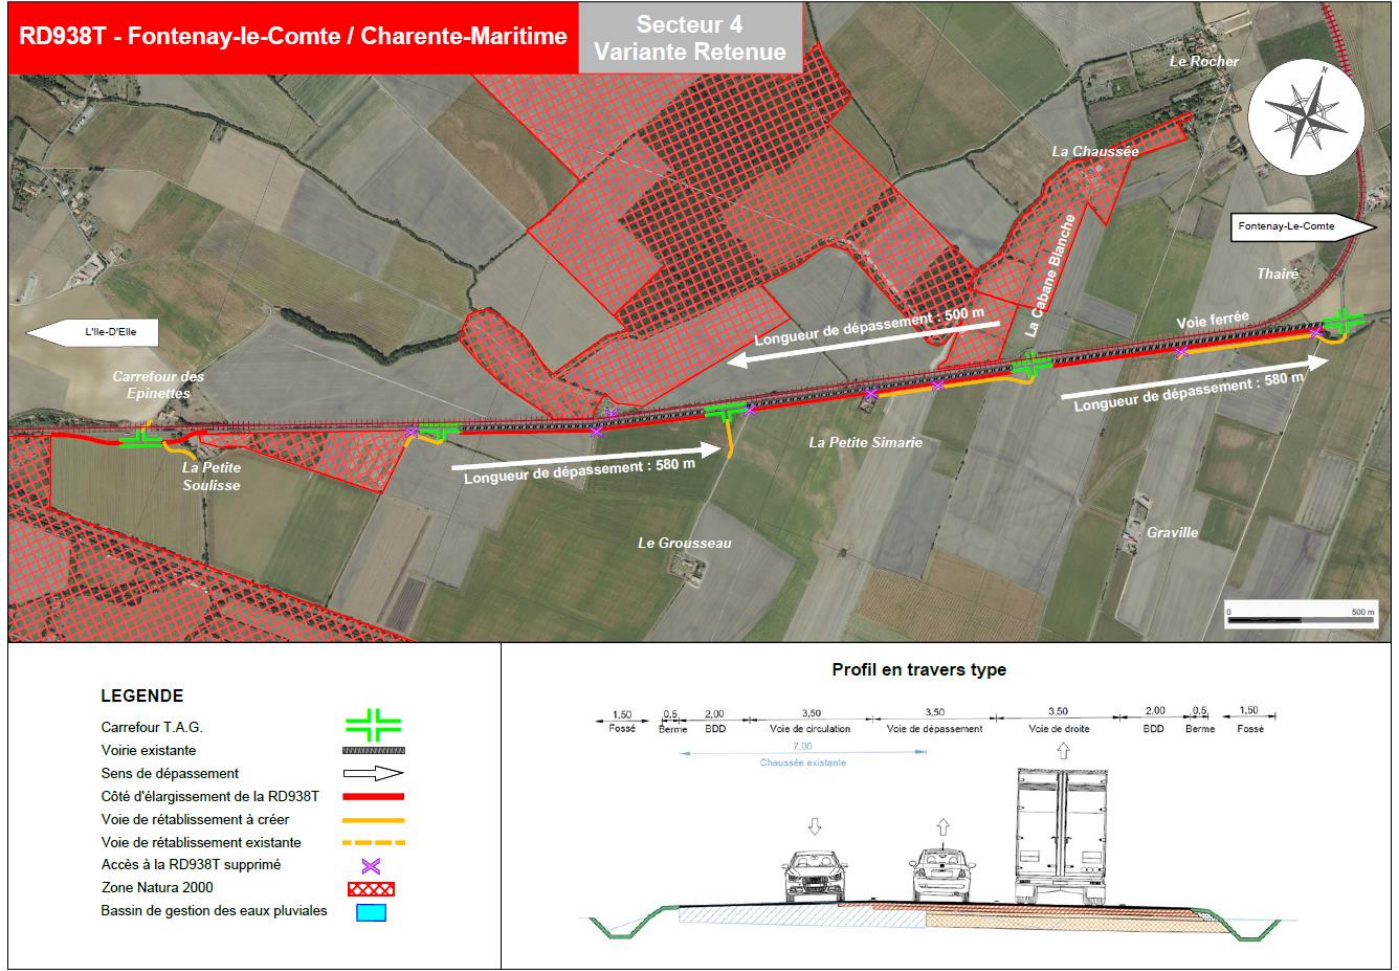 RD938T - Fontenay-le-Comte / Charente-Maritime
Secteur 4
Variante Retenue
Le Rocher
N
La Chaussée
Fontenay-Le-Comte
La Cabane Blanche
Thairé
Longueur de dépassement : 500 m
Voie ferrée
L'Ile-D'Elle
Carrefour des
Epinettes
Longueur de dépassement : 580 m
La Petite Simarie
La Petite
Soulisse
Longueur de dépassement : 580 m
Le Grousseau
Graville
0 500 m
LEGENDE
Carrefour T.A.G.
Voirie existante
Sens de dépassement
Côté d'élargissement de la RD938T
Voie de rétablissement à créer
Voie de rétablissement existante
Accès à la RD938T supprimé
Zone Natura 2000
Bassin de gestion des eaux pluviales
Profil en travers type
1,50 0,5 2,00 3,50 3,50 3,50 2,00 0,5 1,50
Fossé Berme BDD Voie de circulation Voie de dépassement Voie de droite BDD Berme Fossé
7,00
Chaussée existante